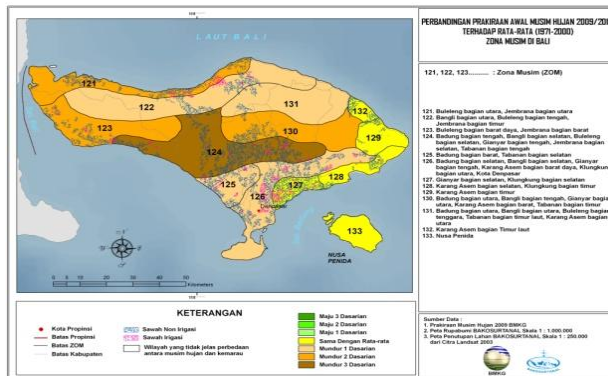 LAUT BALI
121
122
123
124
125
126
127
128
129
130
131
132
133
NUSA
PENIDA
Kilometers
KETERANGAN
Kota Propinsi
Batas Propinsi
Batas ZOM
Batas Kabupaten
Sawah Non Irigasi
Sawah Irigasi
Wilayah yang tidak jelas perbedaan
antara musim hujan dan kemarau
Maju 3 Dasarian
Maju 2 Dasarian
Maju 1 Dasarian
Sama Dengan Rata-rata
Mundur 1 Dasarian
Mundur 2 Dasarian
Mundur 3 Dasarian
PERBANDINGAN PRAKIRAAN AWAL MUSIM HUJAN 2009/20
TERHADAP RATA-RATA (1971-2000)
ZONA MUSIM DI BALI
121, 122, 123......... : Zona Musim (ZOM)
121. Buleleng bagian utara, Jembrana bagian utara
122. Bangli bagian utara, Buleleng bagian tengah,
Jembrana bagian timur
123. Buleleng bagian barat daya, Jembrana bagian barat
124. Badung bagian tengah, Bangli bagian selatan, Buleleng
bagian selatan, Gianyar bagian tengah, Jembrana bagian
selatan, Tabanan bagian tengah
125. Badung bagian barat, Tabanan bagian selatan
126. Badung bagian selatan, Bangli bagian selatan, Gianyar
bagian tengah, Karang Asem bagian barat daya, Klungkung
bagian utara, Kota Denpasar
127. Gianyar bagian selatan, Klungkung bagian selatan
128. Karang Asem bagian selatan, Klungkung bagian timur
129. Karang Asem bagian timur
130. Badung bagian utara, Bangli bagian tengah, Gianyar bagian
utara, Karang Asem bagian barat, Tabanan bagian timur
131. Badung bagian utara, Bangli bagian utara, Buleleng bagian
tenggara, Tabanan bagian timur laut, Karang Asem bagian
utara
132. Karang Asem bagian Timur laut
133. Nusa Penida
Sumber Data :
1. Prakiraan Musim Hujan 2009 BMKG
2. Peta Rupabumi BAKOSURTANAL Skala 1 : 1.000.000
3. Peta Penutupan Lahan BAKOSURTANAL Skala 1 : 250.000
dari Citra Landsat 2003
BMKG